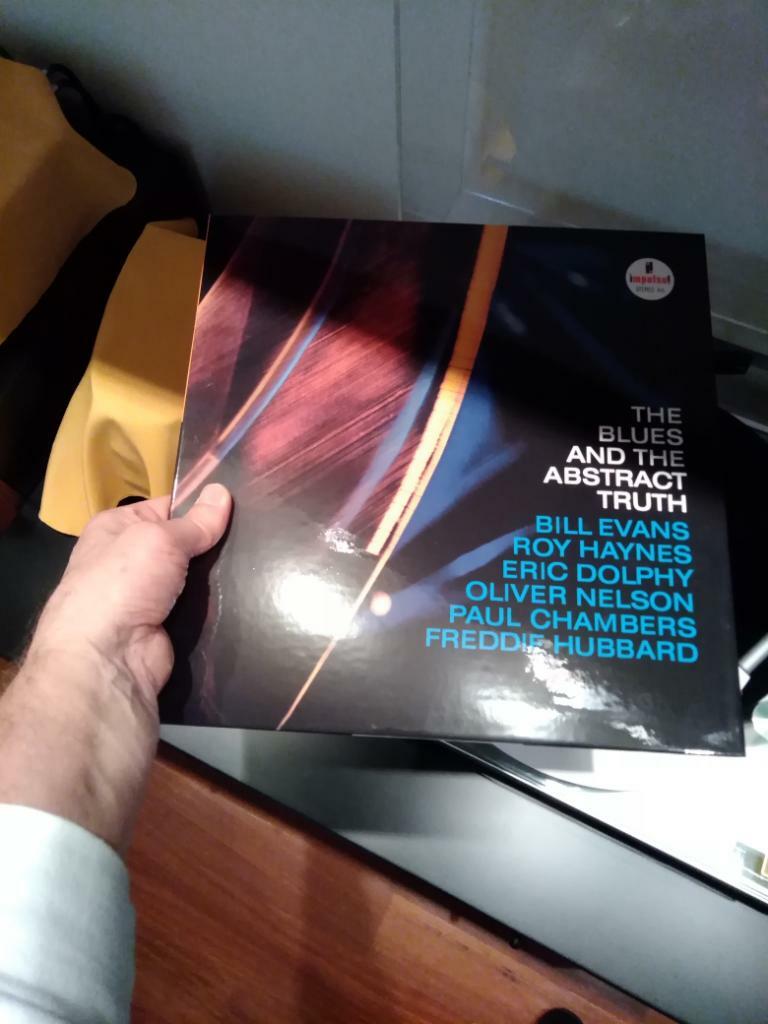 impulse!
STEREO
THE
BLUES
AND THE
ABSTRACT
TRUTH
BILL EVANS
ROY HAYNES
ERIC DOLPHY
OLIVER NELSON
PAUL CHAMBERS
FREDDIE HUBBARD